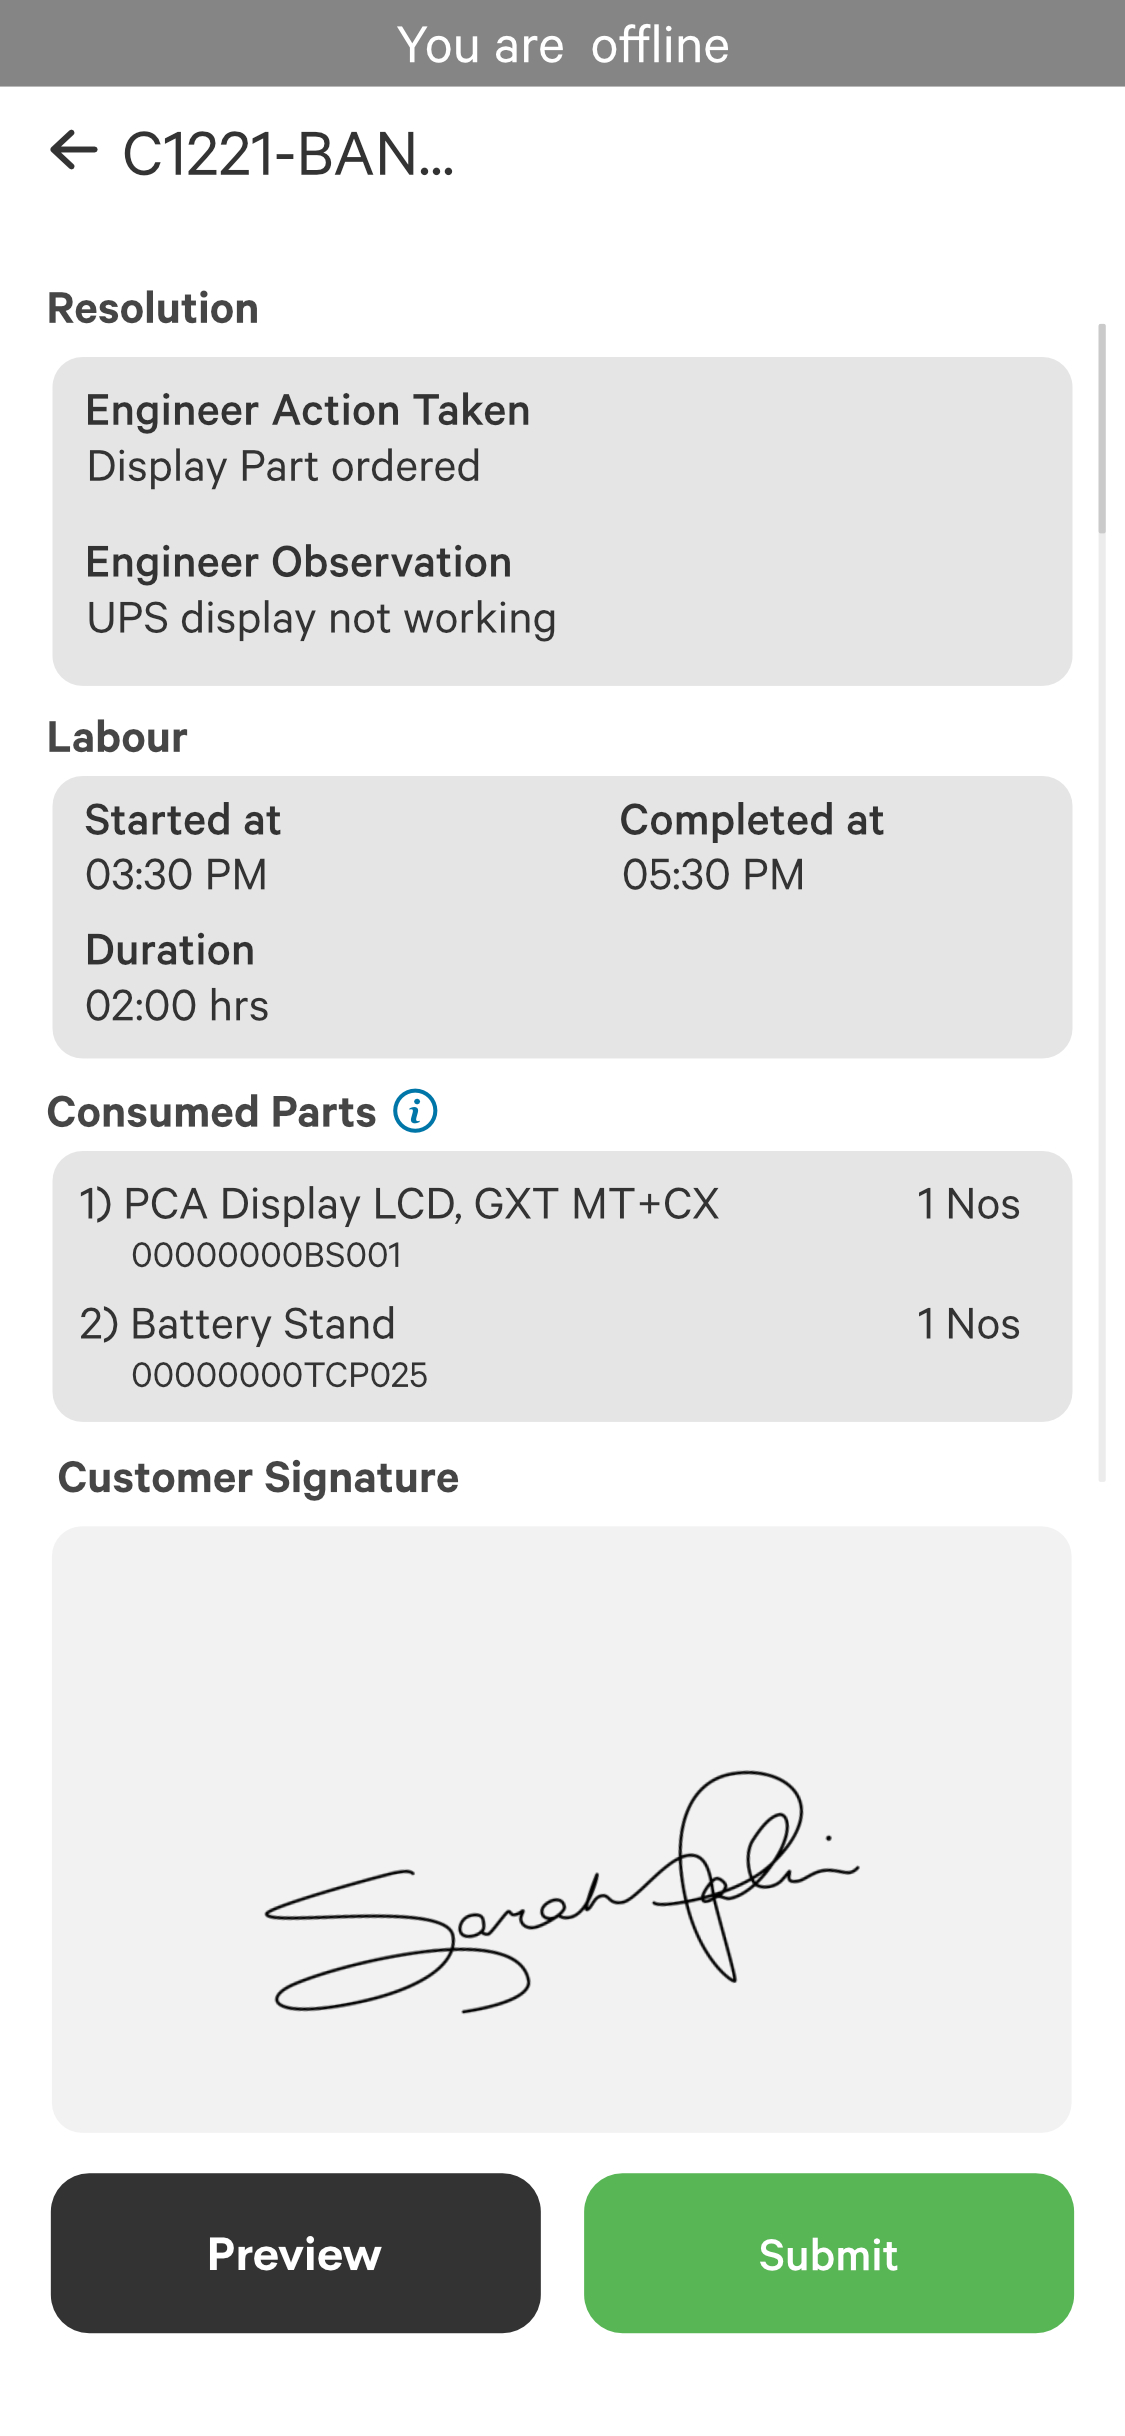 You are offline
C1221-BAN...
Resolution
Engineer Action Taken
Display Part ordered
Engineer Observation
UPS display not working
Labour
Started at
Completed at
03:30 PM
05:30 PM
Duration
02:00 hrs
Consumed Parts i
1) PCA Display LCD, GXT MT+CX 1 Nos
00000000BS001
2) Battery Stand 1 Nos
00000000TCP025
Customer Signature
Sarah Palin
Preview
Submit